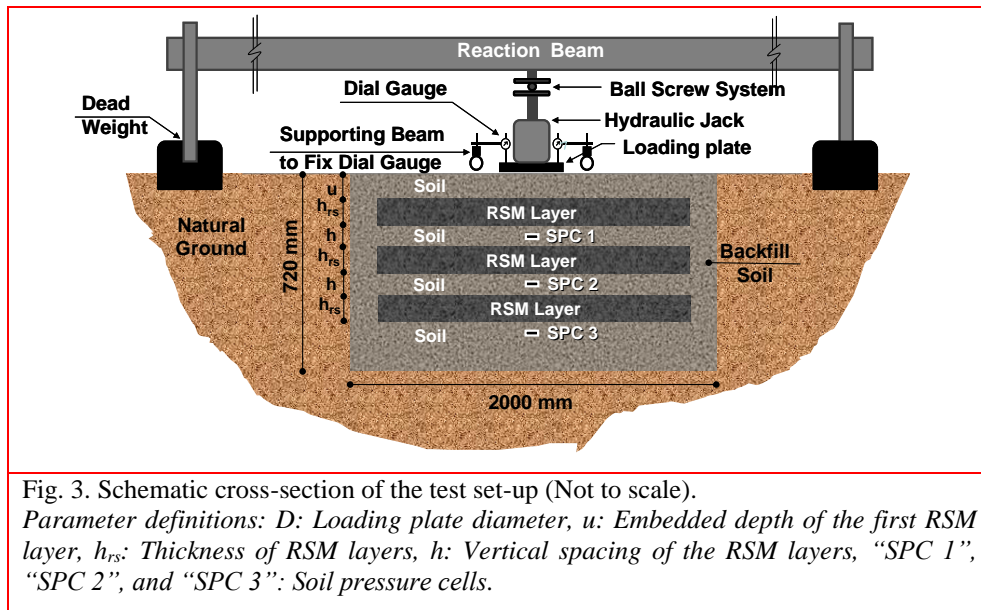 Reaction Beam
Dial Gauge
Ball Screw System
Dead
Weight
Hydraulic Jack
Supporting Beam
to Fix Dial Gauge
Loading plate
Soil
u
h_rs
RSM Layer
Natural
Ground
720 mm
h
Soil
SPC 1
h_rs
RSM Layer
Backfill
Soil
h
Soil
SPC 2
h_rs
RSM Layer
Soil
SPC 3
2000 mm
Fig. 3. Schematic cross-section of the test set-up (Not to scale).
Parameter definitions: D: Loading plate diameter, u: Embedded depth of the first RSM
layer, h_rs: Thickness of RSM layers, h: Vertical spacing of the RSM layers, “SPC 1”,
“SPC 2”, and “SPC 3”: Soil pressure cells.